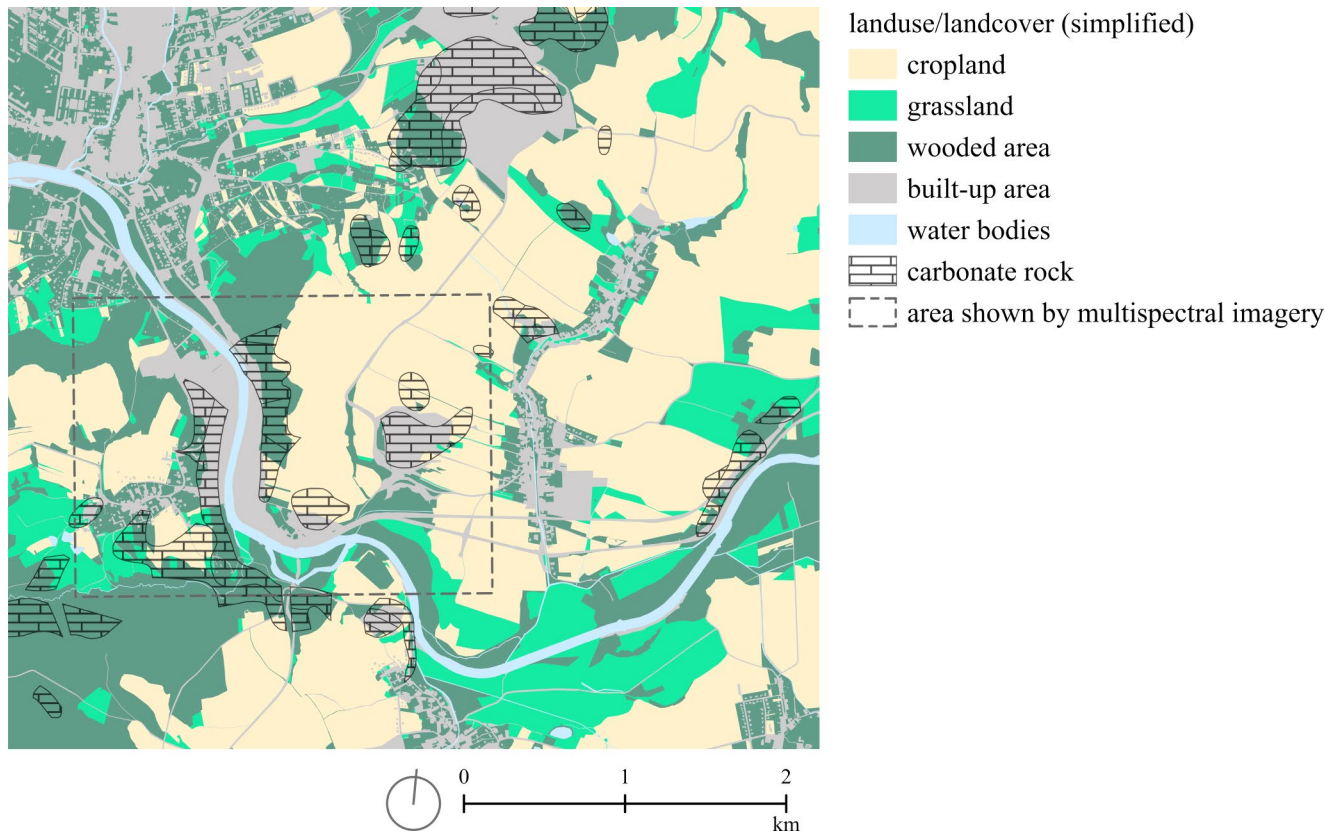 landuse/landcover (simplified)
cropland
grassland
wooded area
built-up area
water bodies
carbonate rock
area shown by multispectral imagery
0 1 2
km